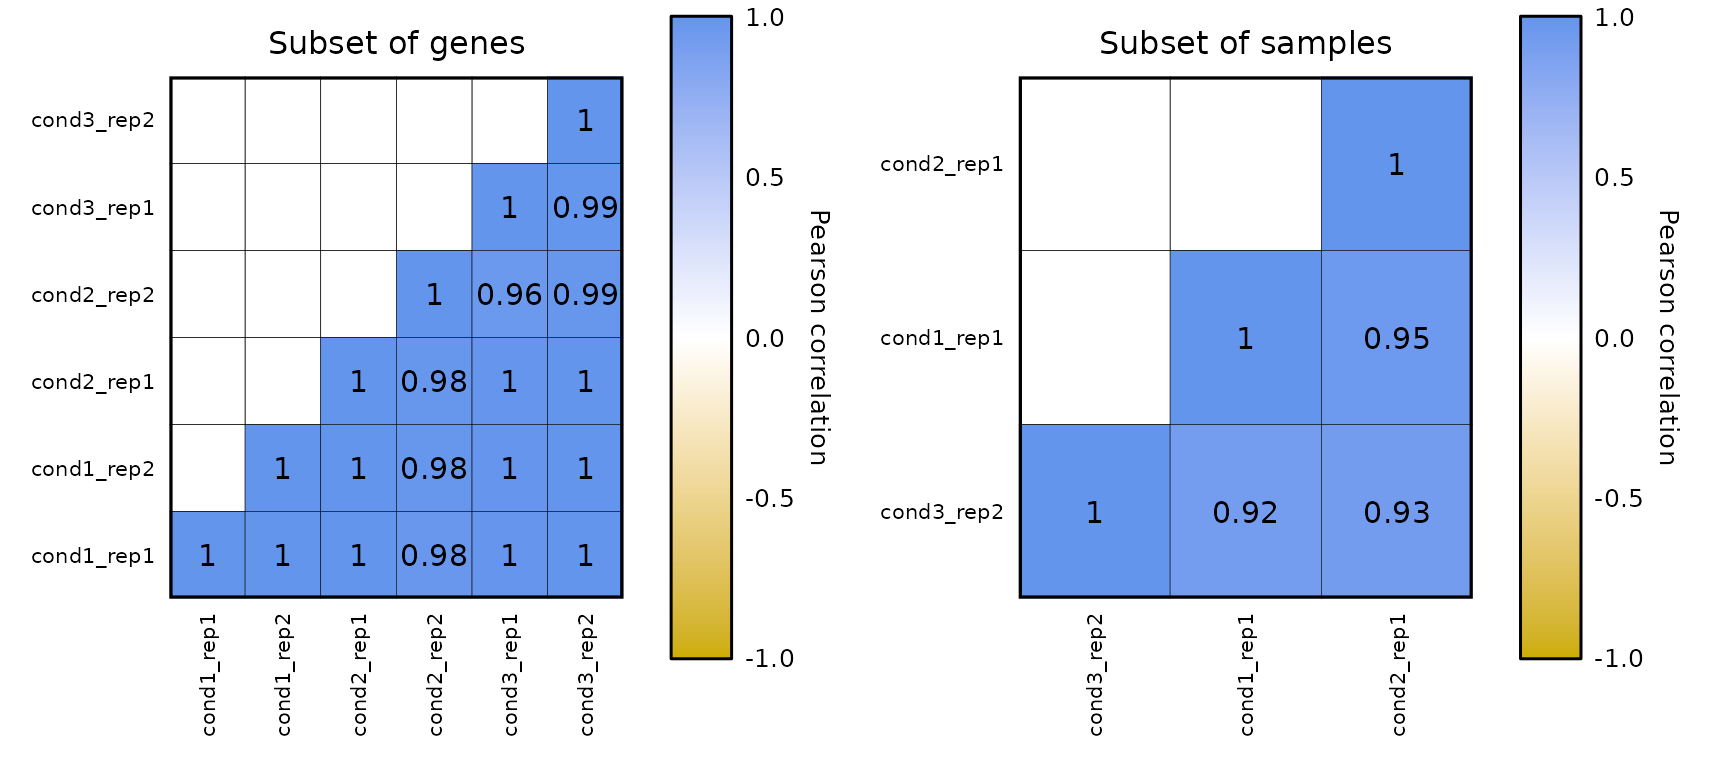 Subset of genes
cond3_rep2 1
cond3_rep1 1 0.99
cond2_rep2 1 0.96 0.99
cond2_rep1 1 0.98 1 1
cond1_rep2 1 1 0.98 1 1
cond1_rep1 1 1 1 0.98 1 1
cond1_rep1 cond1_rep2 cond2_rep1 cond2_rep2 cond3_rep1 cond3_rep2
1.0
0.5
0.0
-0.5
-1.0
Pearson correlation
Subset of samples
cond2_rep1 1
cond1_rep1 1 0.95
cond3_rep2 1 0.92 0.93
cond3_rep2 cond1_rep1 cond2_rep1
1.0
0.5
0.0
-0.5
-1.0
Pearson correlation